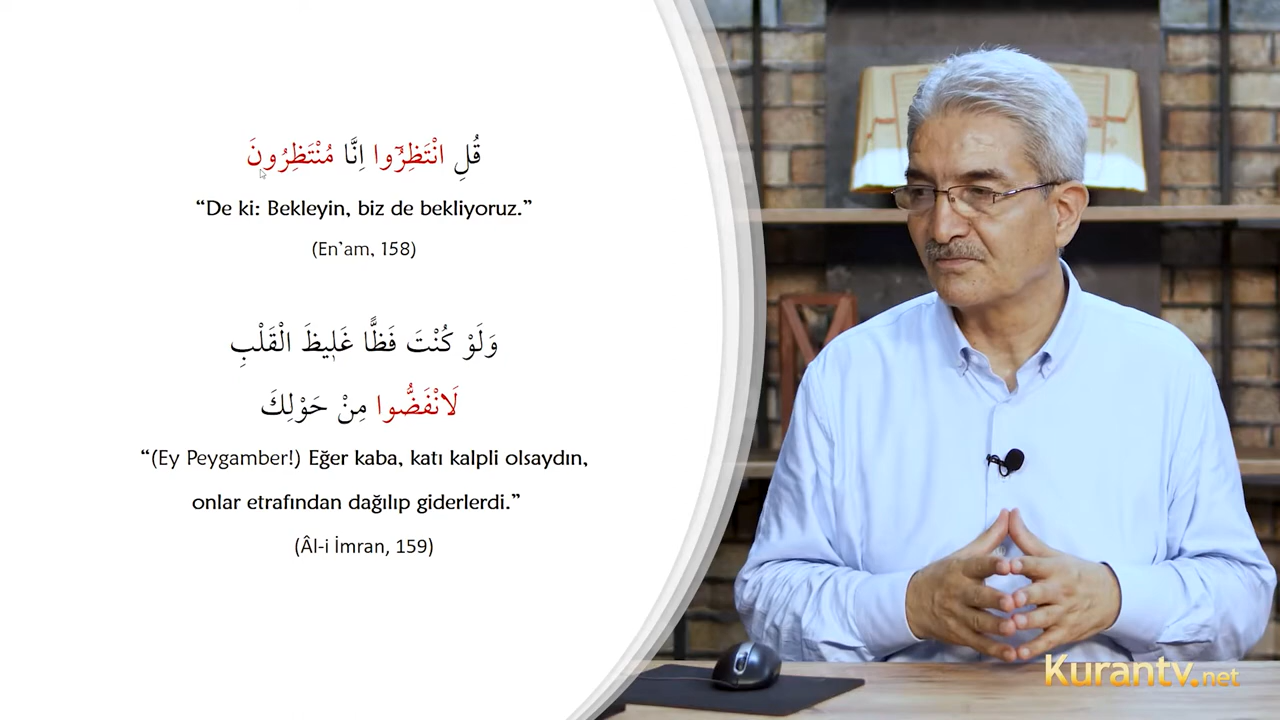 قُلِ انْتَظِرُٓوا اِنَّا مُنْتَظِرُونَ
“De ki: Bekleyin, biz de bekliyoruz.”
(En’am, 158)
وَلَوْ كُنْتَ فَظًّا غَلٖيظَ الْقَلْبِ
لَانْفَضُّوا مِنْ حَوْلِكَ
“(Ey Peygamber!) Eğer kaba, katı kalpli olsaydın,
onlar etrafından dağılıp giderlerdi.”
(Âl-i İmran, 159)
Kurantv.net